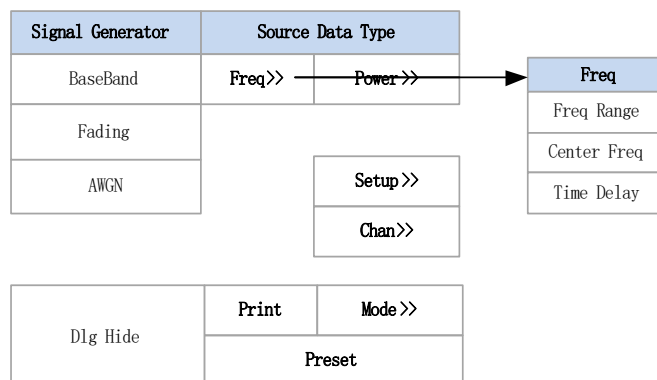 Signal Generator
Source Data Type
BaseBand
Freq>>
Power>>
Freq
Fading
Freq Range
Center Freq
AWGN
Setup>>
Time Delay
Chan>>
Dlg Hide
Print
Mode>>
Preset